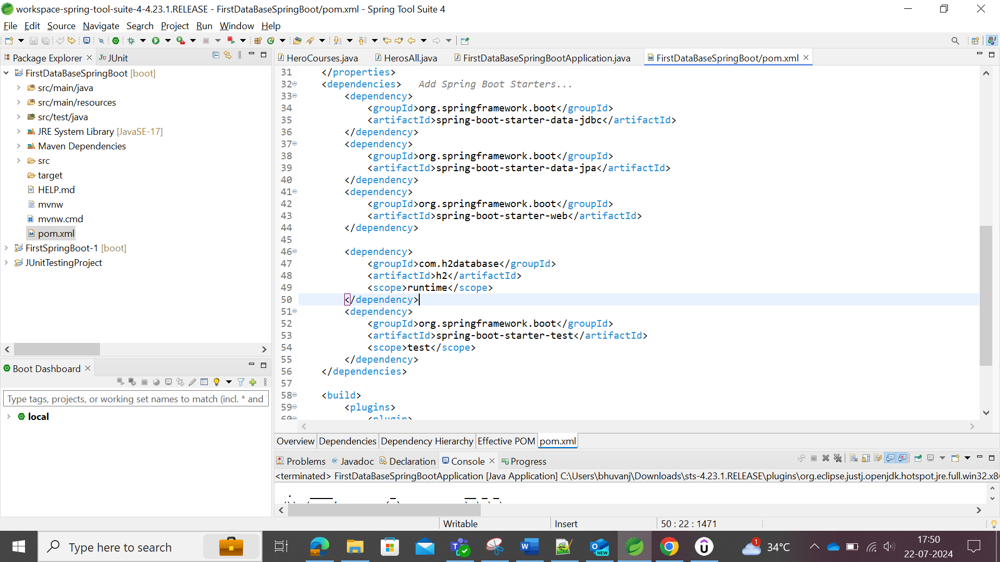 workspace-spring-tool-suite-4-4.23.1.RELEASE - FirstDataBaseSpringBoot/pom.xml - Spring Tool Suite 4
File Edit Source Navigate Search Project Run Window Help
Package Explorer JUnit
FirstDataBaseSpringBoot [boot]
src/main/java
src/main/resources
src/test/java
JRE System Library [JavaSE-17]
Maven Dependencies
src
target
HELP.md
mvnw
mvnw.cmd
pom.xml
FirstSpringBoot-1 [boot]
JUnitTestingProject
Boot Dashboard
Type tags, projects, or working set names to match (incl. * and
local
HeroCourses.java HerosAll.java FirstDataBaseSpringBootApplication.java FirstDataBaseSpringBoot/pom.xml
31 </properties>
32 <dependencies> Add Spring Boot Starters...
33 <dependency>
34 <groupId>org.springframework.boot</groupId>
35 <artifactId>spring-boot-starter-data-jdbc</artifactId>
36 </dependency>
37 <dependency>
38 <groupId>org.springframework.boot</groupId>
39 <artifactId>spring-boot-starter-data-jpa</artifactId>
40 </dependency>
41 <dependency>
42 <groupId>org.springframework.boot</groupId>
43 <artifactId>spring-boot-starter-web</artifactId>
44 </dependency>
45
46 <dependency>
47 <groupId>com.h2database</groupId>
48 <artifactId>h2</artifactId>
49 <scope>runtime</scope>
50 </dependency>
51 <dependency>
52 <groupId>org.springframework.boot</groupId>
53 <artifactId>spring-boot-starter-test</artifactId>
54 <scope>test</scope>
55 </dependency>
56 </dependencies>
57
58 <build>
59 <plugins>
60 <plugin>
Overview Dependencies Dependency Hierarchy Effective POM pom.xml
Problems Javadoc Declaration Console Progress
<terminated> FirstDataBaseSpringBootApplication [Java Application] C:\Users\bhuvanj\Downloads\sts-4.23.1.RELEASE\plugins\org.eclipse.justj.openjdk.hotspot.jre.full.win32.x8
Writable Insert 50 : 22 : 1471
Type here to search
1 34°C
17:50
22-07-2024